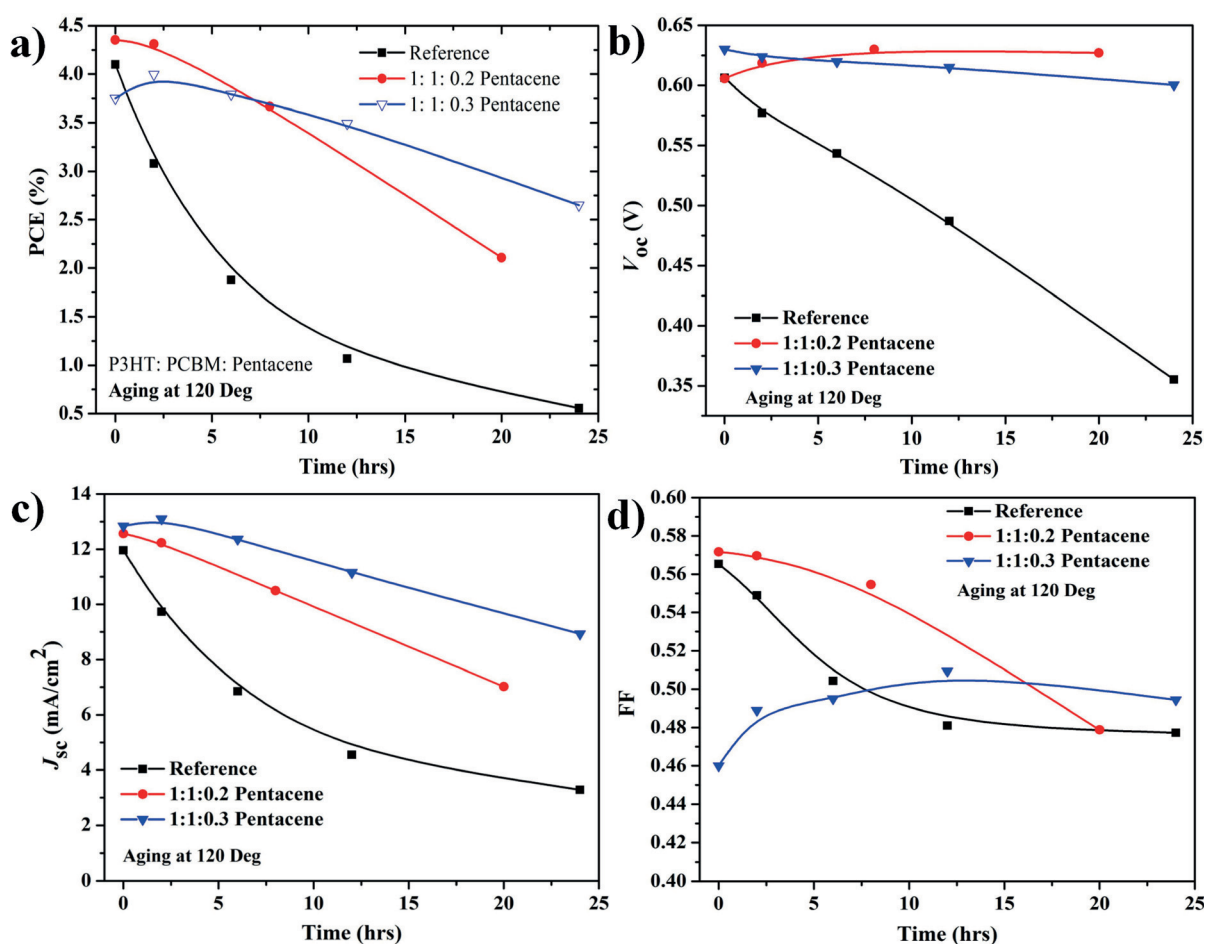 a)
4.5
4.0
3.5
3.0
2.5
2.0
1.5
1.0
0.5
PCE (%)
Reference
1: 1: 0.2 Pentacene
1: 1: 0.3 Pentacene
P3HT: PCBM: Pentacene
Aging at 120 Deg
0 5 10 15 20 25
Time (hrs)
b)
0.65
0.60
0.55
0.50
0.45
0.40
0.35
Voc (V)
Reference
1:1:0.2 Pentacene
1:1:0.3 Pentacene
Aging at 120 Deg
0 5 10 15 20 25
Time (hrs)
c)
14
12
10
8
6
4
2
0
Jsc (mA/cm²)
Reference
1:1:0.2 Pentacene
1:1:0.3 Pentacene
Aging at 120 Deg
0 5 10 15 20 25
Time (hrs)
d)
0.60
0.58
0.56
0.54
0.52
0.50
0.48
0.46
0.44
0.42
0.40
FF
Reference
1:1:0.2 Pentacene
1:1:0.3 Pentacene
Aging at 120 Deg
0 5 10 15 20 25
Time (hrs)